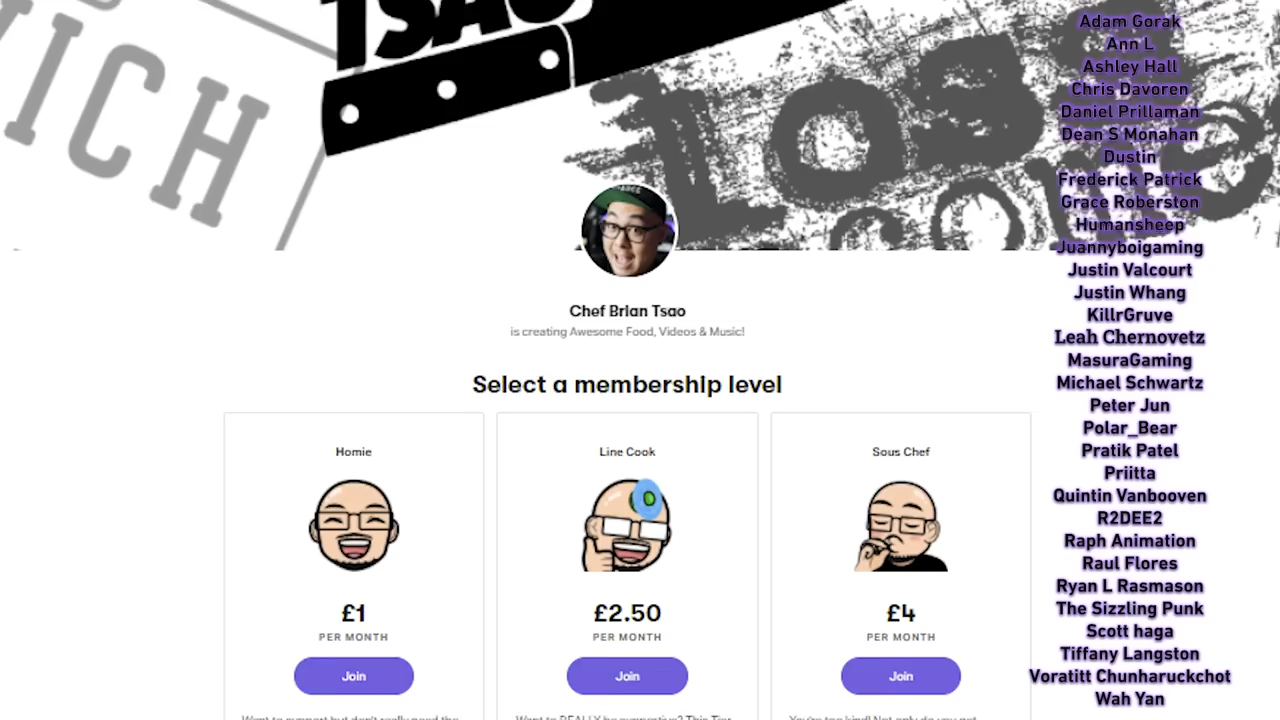 TSAO
ICH
LOST
Chef Brian Tsao
is creating Awesome Food, Videos & Music!
Select a membership level
Homie
Line Cook
Sous Chef
£1
£2.50
£4
PER MONTH
PER MONTH
PER MONTH
Join
Join
Join
Adam Gorak
Ann L
Ashley Hall
Chris Davoren
Daniel Prillaman
Dean S Monahan
Dustin
Frederick Patrick
Grace Roberston
Humansheep
Juannyboigaming
Justin Valcourt
Justin Whang
KillrGruve
Leah Chernovetz
MasuraGaming
Michael Schwartz
Peter Jun
Polar_Bear
Pratik Patel
Priitta
Quintin Vanbooven
R2DEE2
Raph Animation
Raul Flores
Ryan L Rasmason
The Sizzling Punk
Scott haga
Tiffany Langston
Voratitt Chunharuckchot
Wah Yan